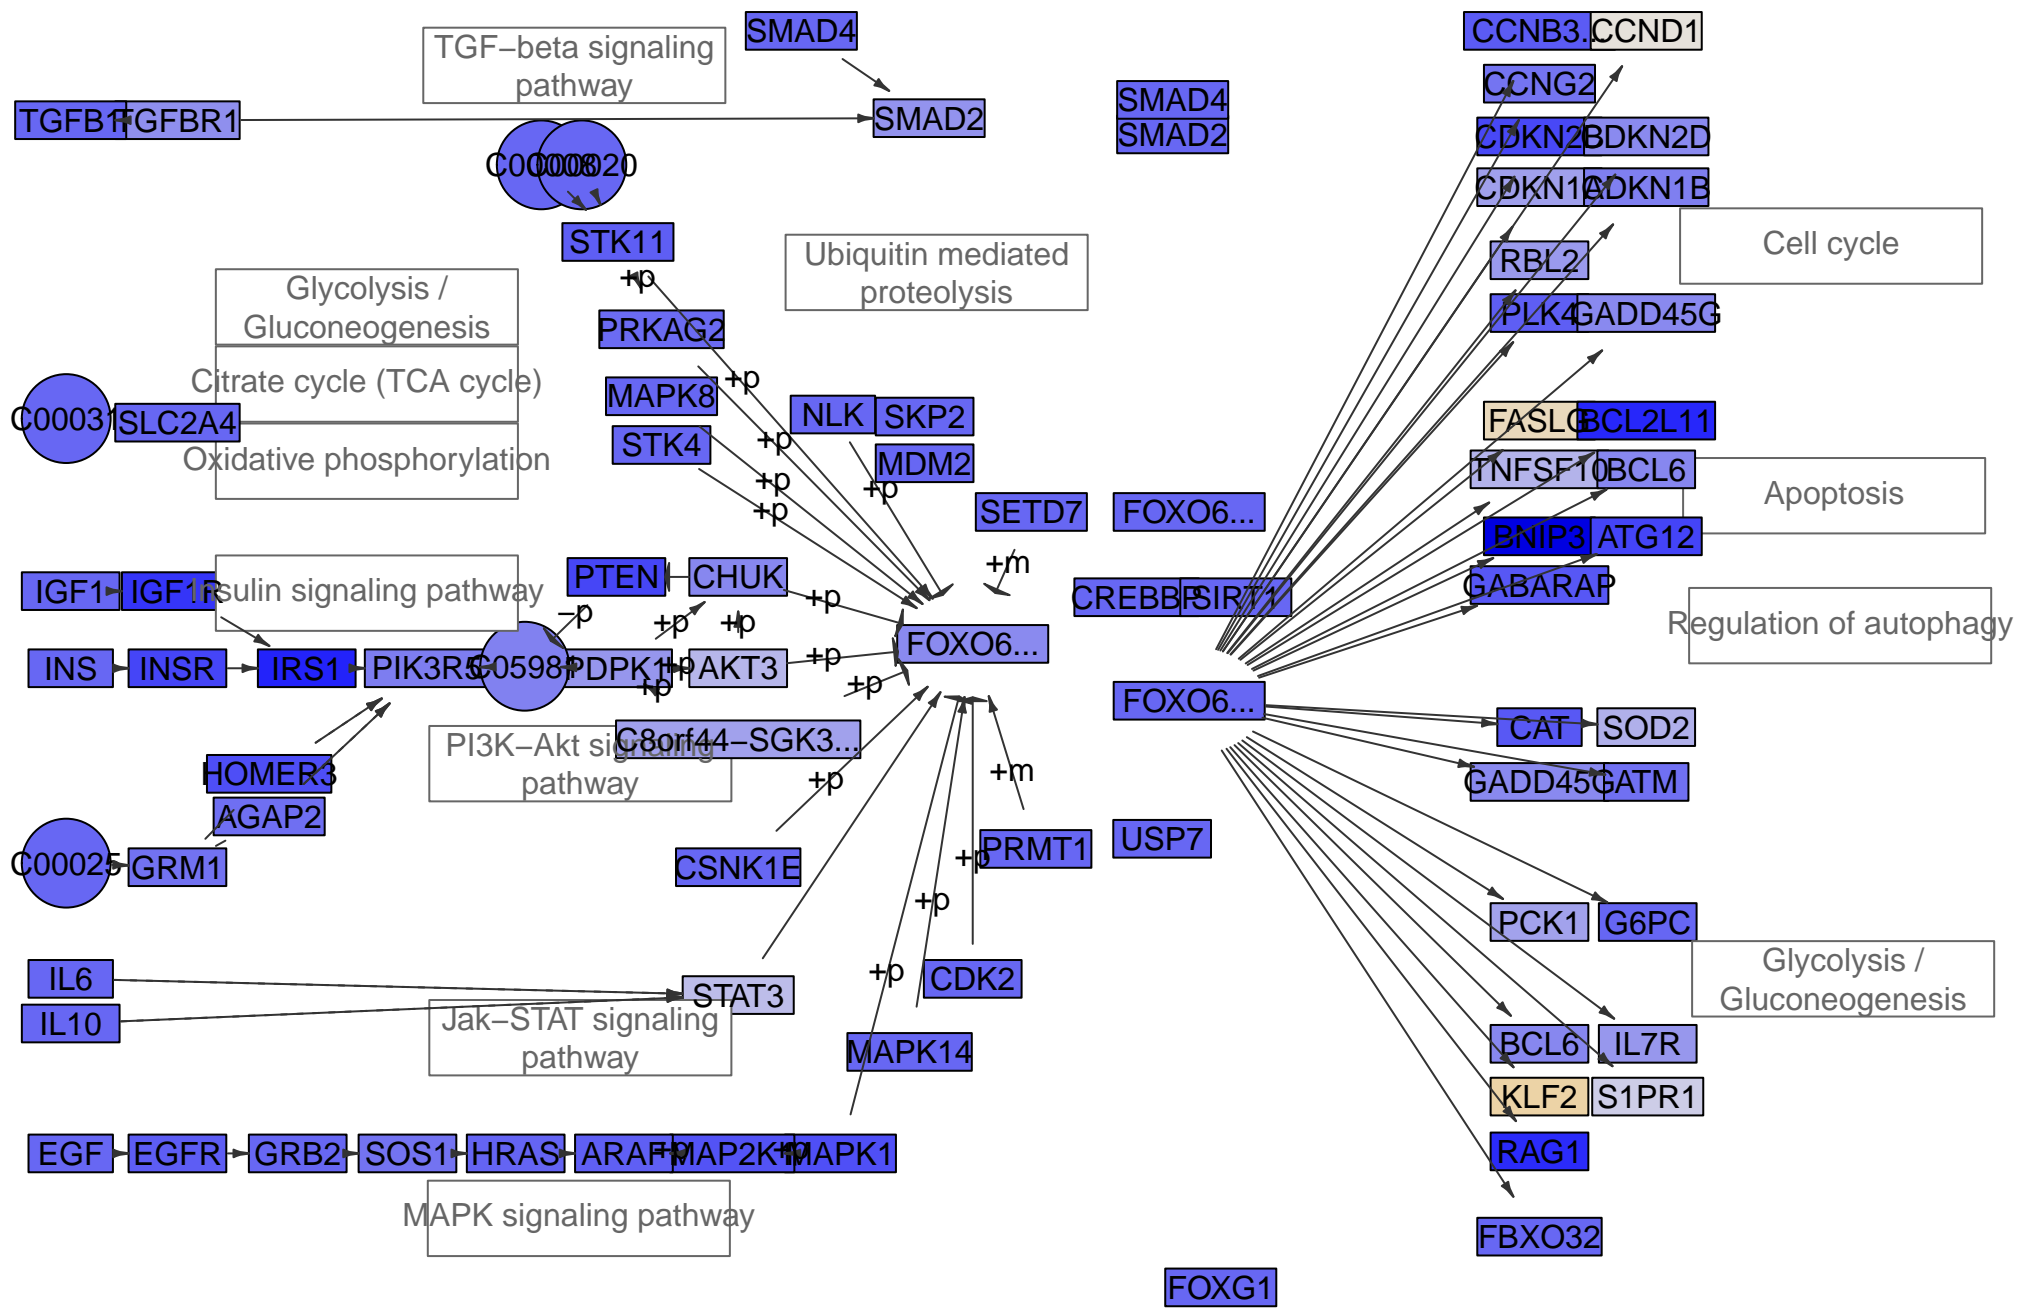 SMAD4
CCNB3...
CCND1
TGF−beta signaling
pathway
CCNG2
SMAD4
TGFB1
TGFBR1
SMAD2
SMAD2
CDKN2B
CDKN2D
C00020
CDKN1A
CDKN1B
STK11
Ubiquitin mediated
proteolysis
Cell cycle
RBL2
+p
Glycolysis /
Gluconeogenesis
PRKAG2
PLK4
GADD45G
Citrate cycle (TCA cycle)
+p
MAPK8
NLK
SKP2
C00031
SLC2A4
FASLG
BCL2L11
STK4
+p
MDM2
Oxidative phosphorylation
TNFSF10
BCL6
+p
+p
Apoptosis
+p
SETD7
FOXO6...
BNIP3
ATG12
+m
IGF1
IGF1R
Insulin signaling pathway
PTEN
CHUK
GABARAP
−p
+p
CREBBP
SIRT1
+p
+p
Regulation of autophagy
FOXO6...
INS
INSR
IRS1
PIK3R5
C05981
PDPK1
+p
AKT3
+p
+p
+p
FOXO6...
CAT
SOD2
C8orf44−SGK3...
PI3K−Akt signaling
pathway
HOMER3
+p
+m
GADD45G
GATM
AGAP2
USP7
PRMT1
C00025
GRM1
CSNK1E
+p
+p
PCK1
G6PC
IL6
+p
CDK2
Glycolysis /
Gluconeogenesis
STAT3
IL10
Jak−STAT signaling
pathway
MAPK14
BCL6
IL7R
KLF2
S1PR1
EGF
EGFR
GRB2
SOS1
HRAS
ARAF
+p
MAP2K1
+p
MAPK1
RAG1
MAPK signaling pathway
FBXO32
FOXG1